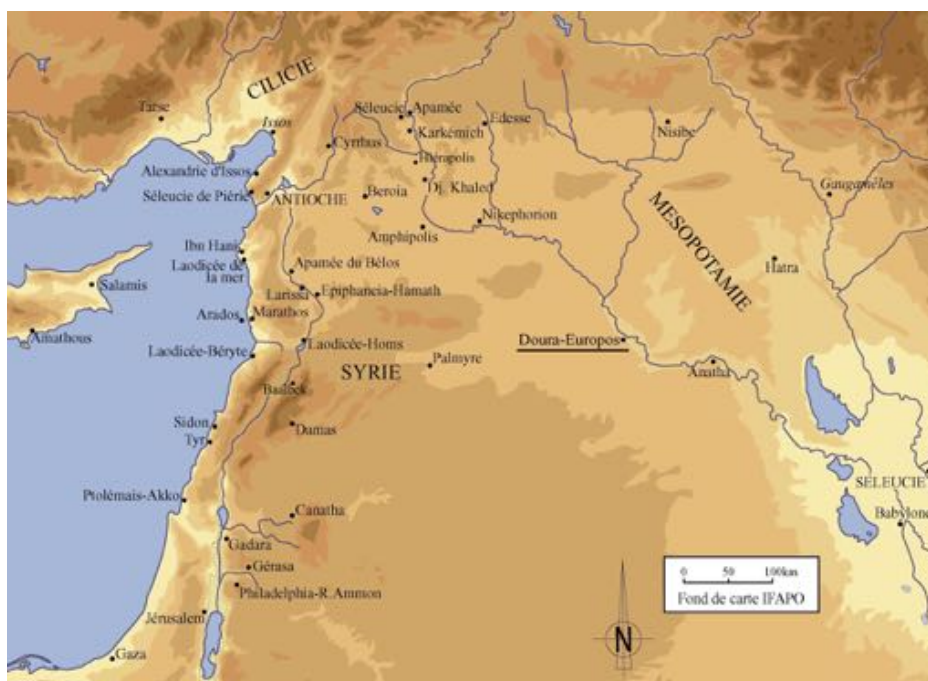 CILICIE
Tarse
Issos
Séleucie
Apamée
Karkémich
Edesse
Nisibe
Cyrrhus
Hiérapolis
Alexandrie d'Issos
Séleucie de Piérie
ANTIOCHE
Beroia
Dj. Khaled
Gaugamèles
Nikephorion
MESOPOTAMIE
Amphipolis
Ibn Hani
Laodicée de
la mer
Apamée du Bélos
Hatra
Salamis
Larissa
Epiphaneia-Hamath
Arados
Marathos
Amathous
Laodicée-Homs
Doura-Europos
Laodicée-Béryte
SYRIE
Palmyre
Anatha
Baalbek
Sidon
Damas
Tyr
SELEUCIE
Ptolémais-Akko
Canatha
Babylone
Gadara
Gérasa
0 50 100km
Philadelphia-R.Ammon
Fond de carte IFAPO
Jérusalem
N
Gaza